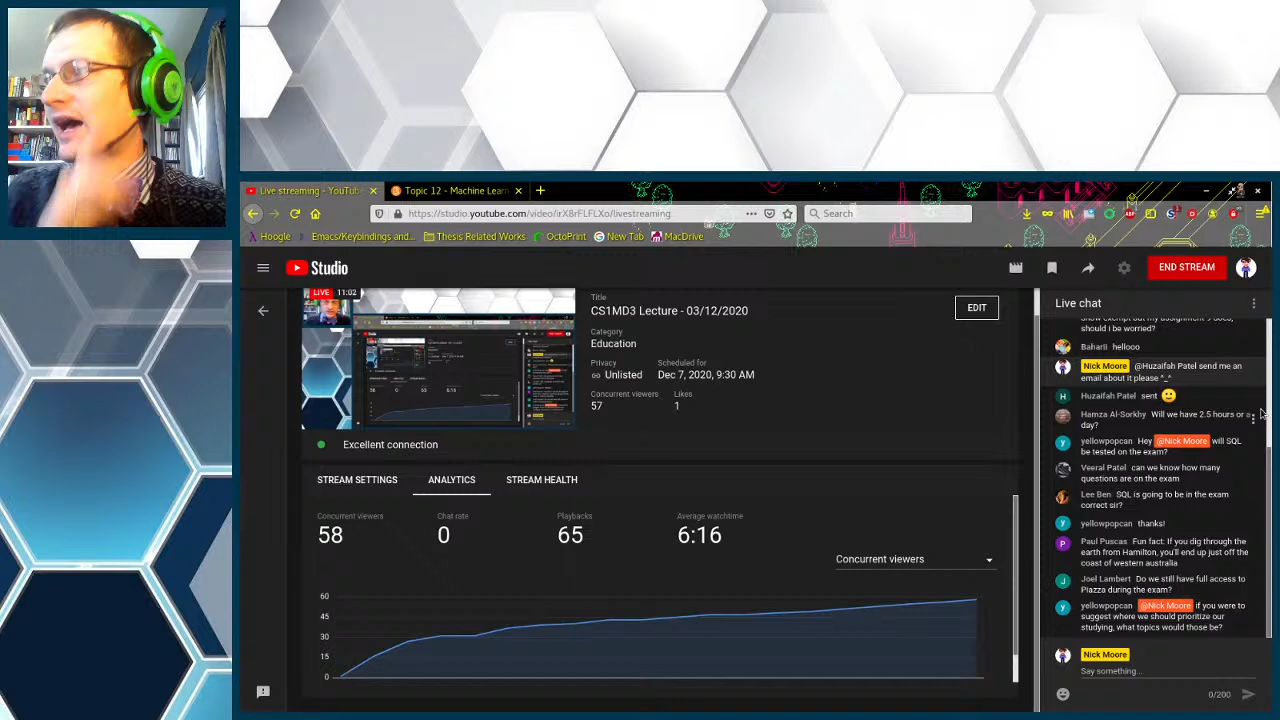 Live streaming - YouTube
Topic 12 - Machine Learn
https://studio.youtube.com/video/irX8rFLFLXo/livestreaming
Search
Hoogle
Emacs/Keybindings and...
Thesis Related Works
OctoPrint
New Tab
MacDrive
Studio
END STREAM
LIVE 11:02
Title
CS1MD3 Lecture - 03/12/2020
EDIT
Category
Education
Privacy
Unlisted
Scheduled for
Dec 7, 2020, 9:30 AM
Concurrent viewers
57
Likes
1
Excellent connection
STREAM SETTINGS
ANALYTICS
STREAM HEALTH
Concurrent viewers
58
Chat rate
0
Playbacks
65
Average watchtime
6:16
Concurrent viewers
60
45
30
15
0
Live chat
should i be worried?
BaharII hellooo
Nick Moore @Huzaifah Patel send me an
email about it please ^_^
H Huzaifah Patel sent
Hamza Al-Sorkhy Will we have 2.5 hours or a
day?
y yellowpopcan Hey @Nick Moore will SQL
be tested on the exam?
Veeral Patel can we know how many
questions are on the exam
Lee Ben SQL is going to be in the exam
correct sir?
y yellowpopcan thanks!
P Paul Puscas Fun fact: If you dig through the
earth from Hamilton, you'll end up just off the
coast of western australia
Joel Lambert Do we still have full access to
Piazza during the exam?
y yellowpopcan @Nick Moore if you were to
suggest where we should prioritize our
studying, what topics would those be?
Nick Moore
Say something...
0/200